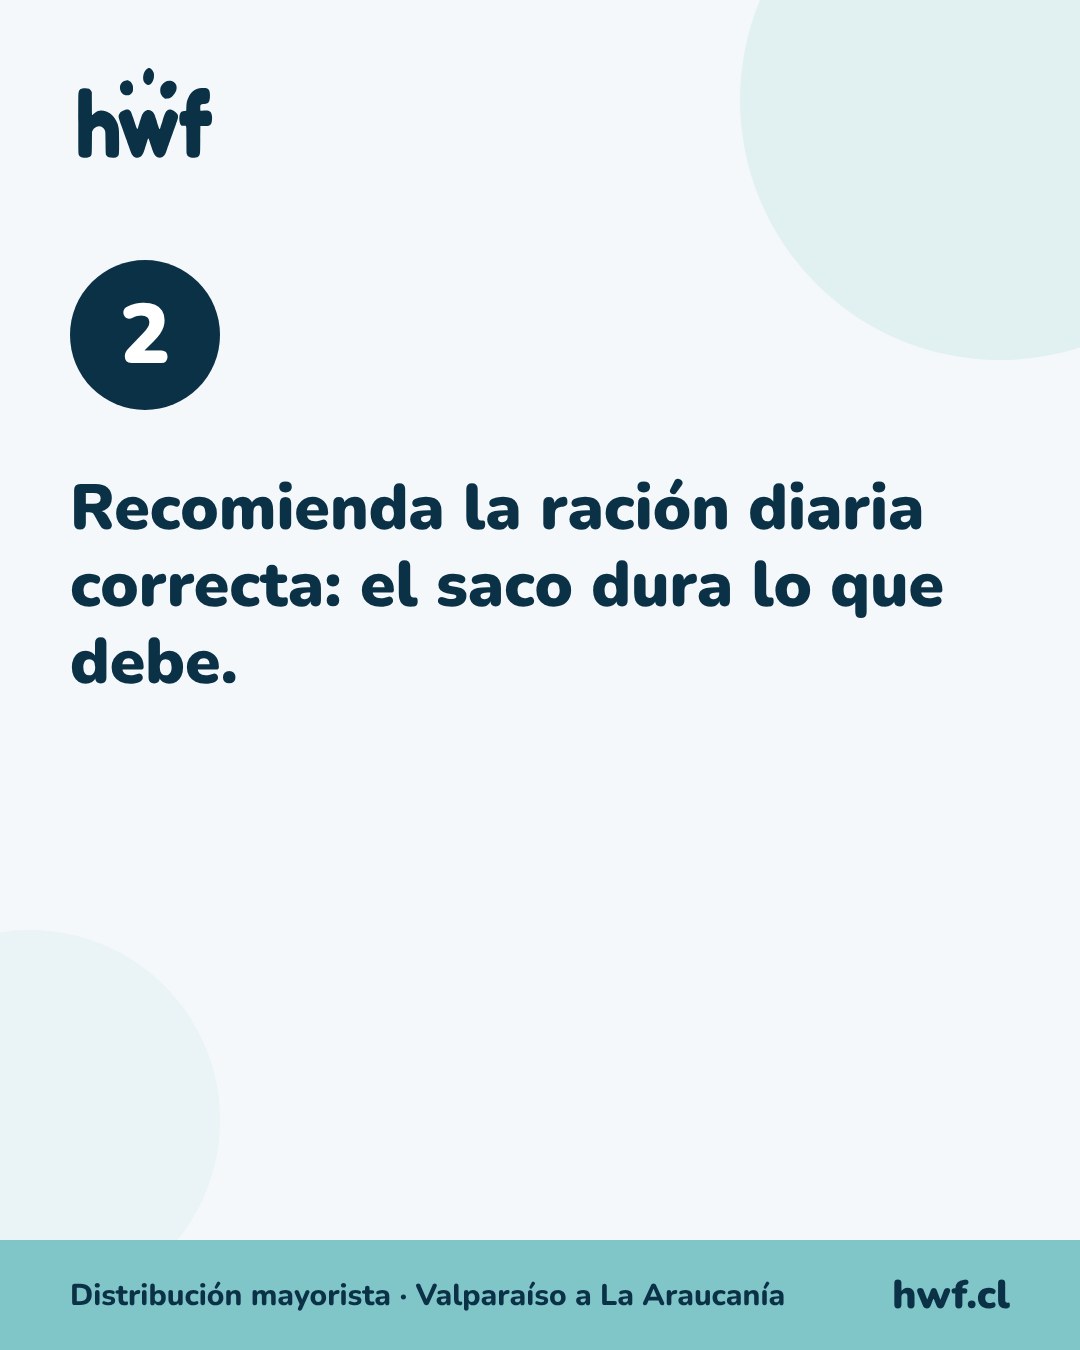 hwf
2
Recomienda la ración diaria
correcta: el saco dura lo que
debe.
Distribución mayorista · Valparaíso a La Araucanía
hwf.cl